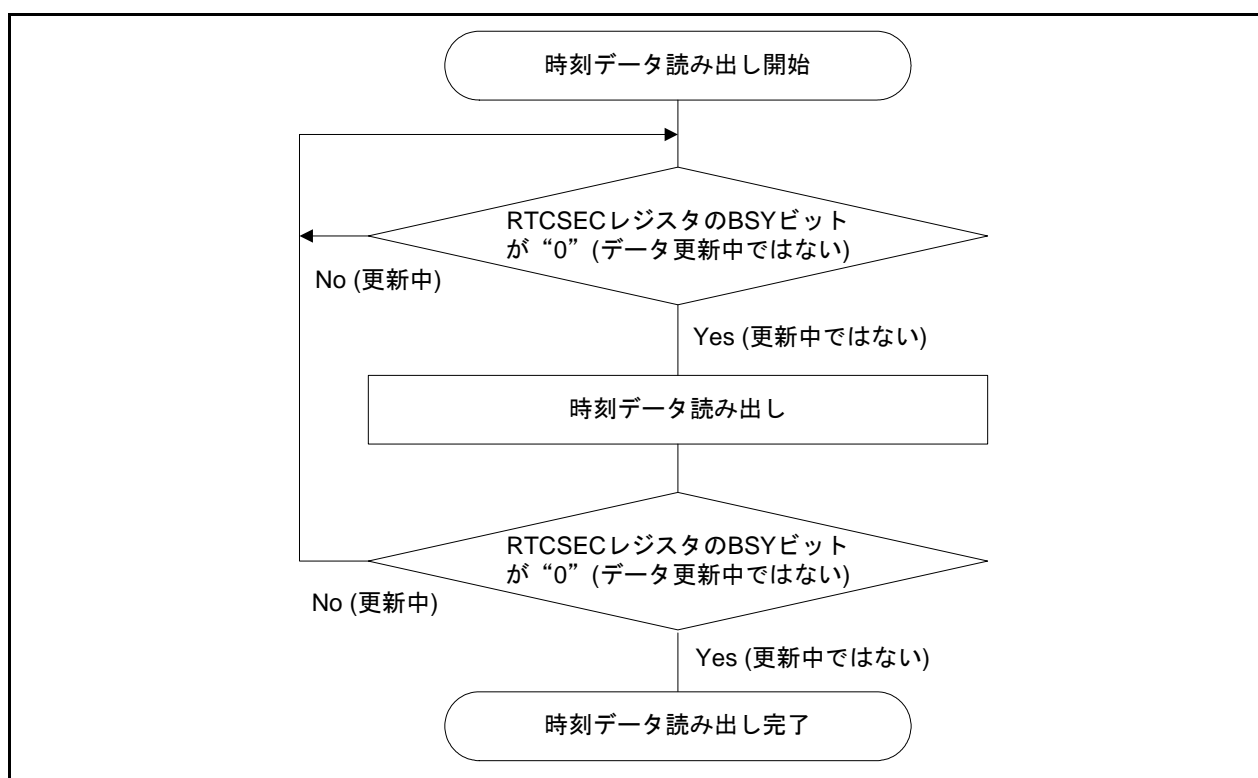 時刻データ読み出し開始
RTCSECレジスタのBSYビット
が“0”(データ更新中ではない)
No (更新中)
Yes (更新中ではない)
時刻データ読み出し
RTCSECレジスタのBSYビット
が“0”(データ更新中ではない)
No (更新中)
Yes (更新中ではない)
時刻データ読み出し完了